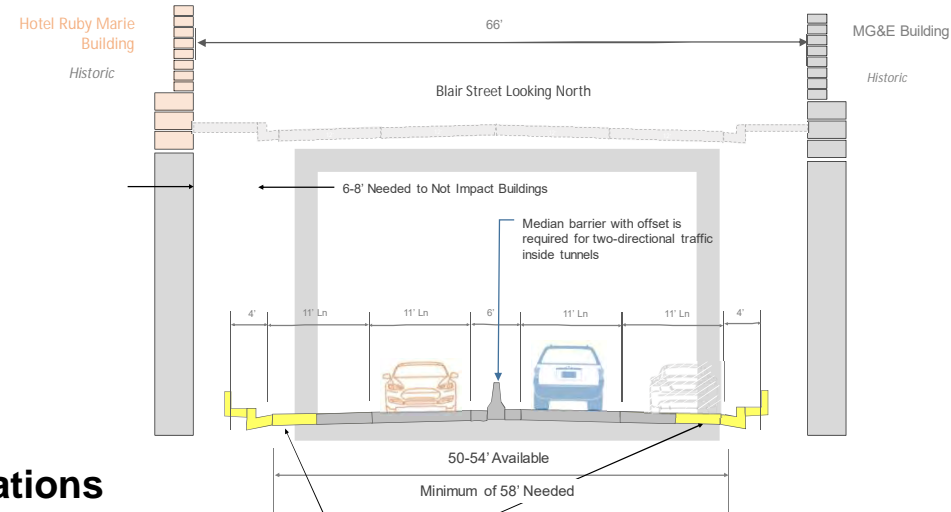 Hotel Ruby Marie
Building
Historic
66'
MG&E Building
Historic
Blair Street Looking North
6-8' Needed to Not Impact Buildings
Median barrier with offset is
required for two-directional traffic
inside tunnels
4'
11' Ln
11' Ln
6'
11' Ln
11' Ln
4'
50-54' Available
Minimum of 58' Needed
ations